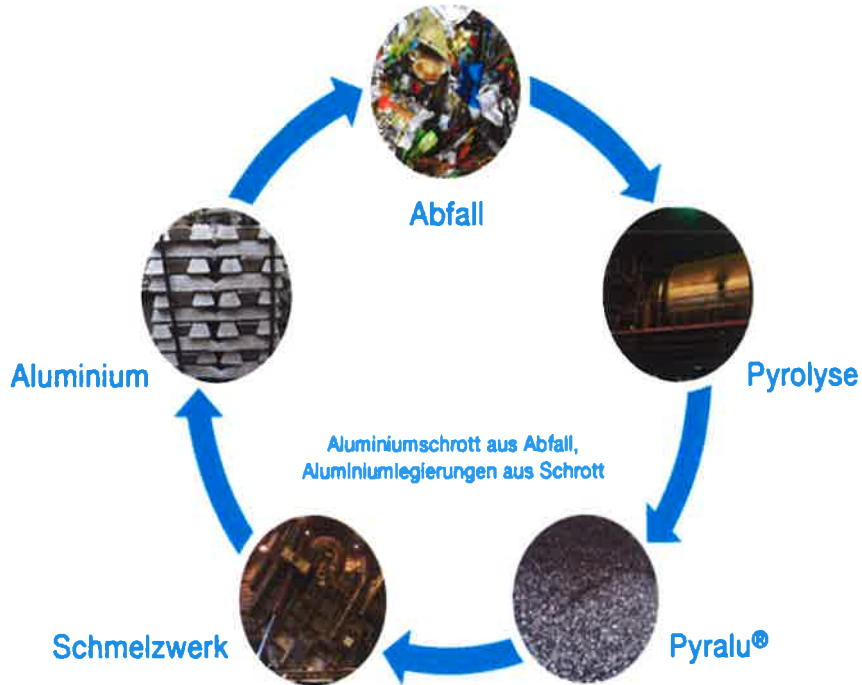 Abfall
Pyrolyse
Pyralu®
Schmelzwerk
Aluminium
Aluminiumschrott aus Abfall,
Aluminiumlegierungen aus Schrott